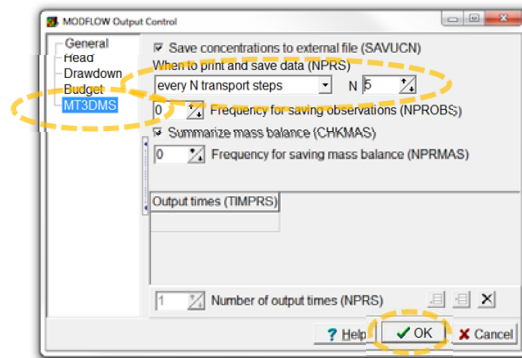 MODFLOW Output Control
General
Head
Drawdown
Budget
MT3DMS
Save concentrations to external file (SAVUCN)
When to print and save data (NPRS)
every N transport steps N 5
0 Frequency for saving observations (NPROBS)
Summarize mass balance (CHKMAS)
0 Frequency for saving mass balance (NPRMAS)
Output times (TIMPRS)
1 Number of output times (NPRS)
? Help OK Cancel